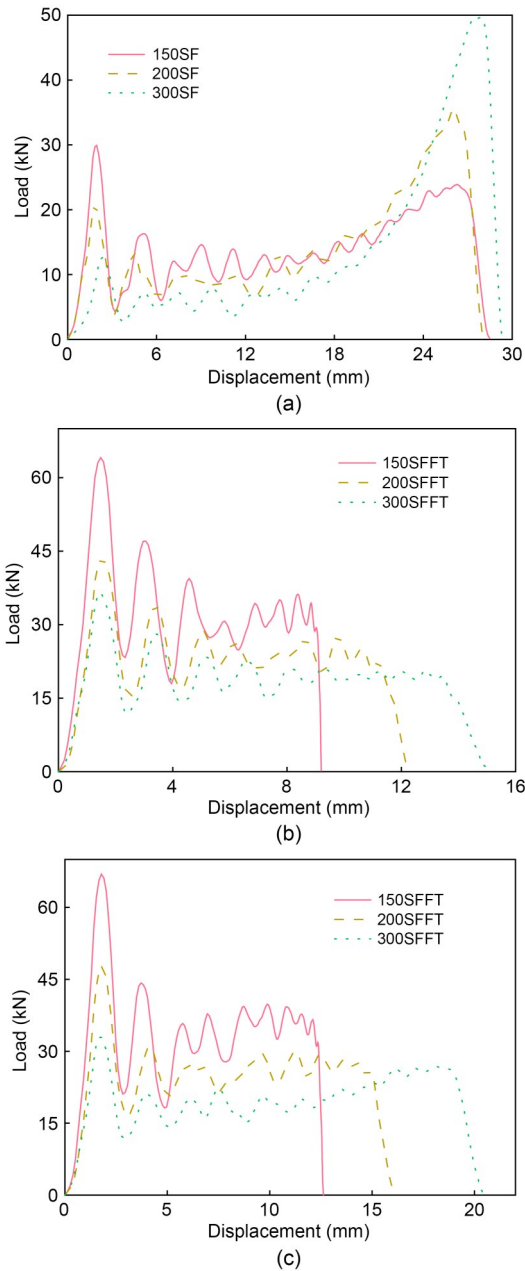 50
40
30
20
10
0
Load (kN)
150SF
200SF
300SF
0 6 12 18 24 30
Displacement (mm)
(a)
60
45
30
15
0
Load (kN)
150SFFT
200SFFT
300SFFT
0 4 8 12 16
Displacement (mm)
(b)
60
45
30
15
0
Load (kN)
150SFFT
200SFFT
300SFFT
0 5 10 15 20
Displacement (mm)
(c)